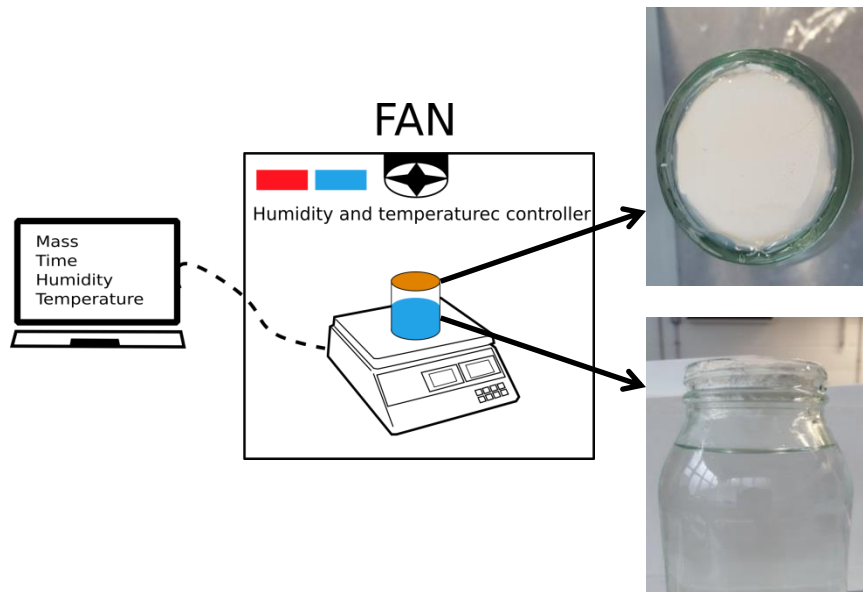 FAN
Humidity and temperaturec controller
Mass
Time
Humidity
Temperature